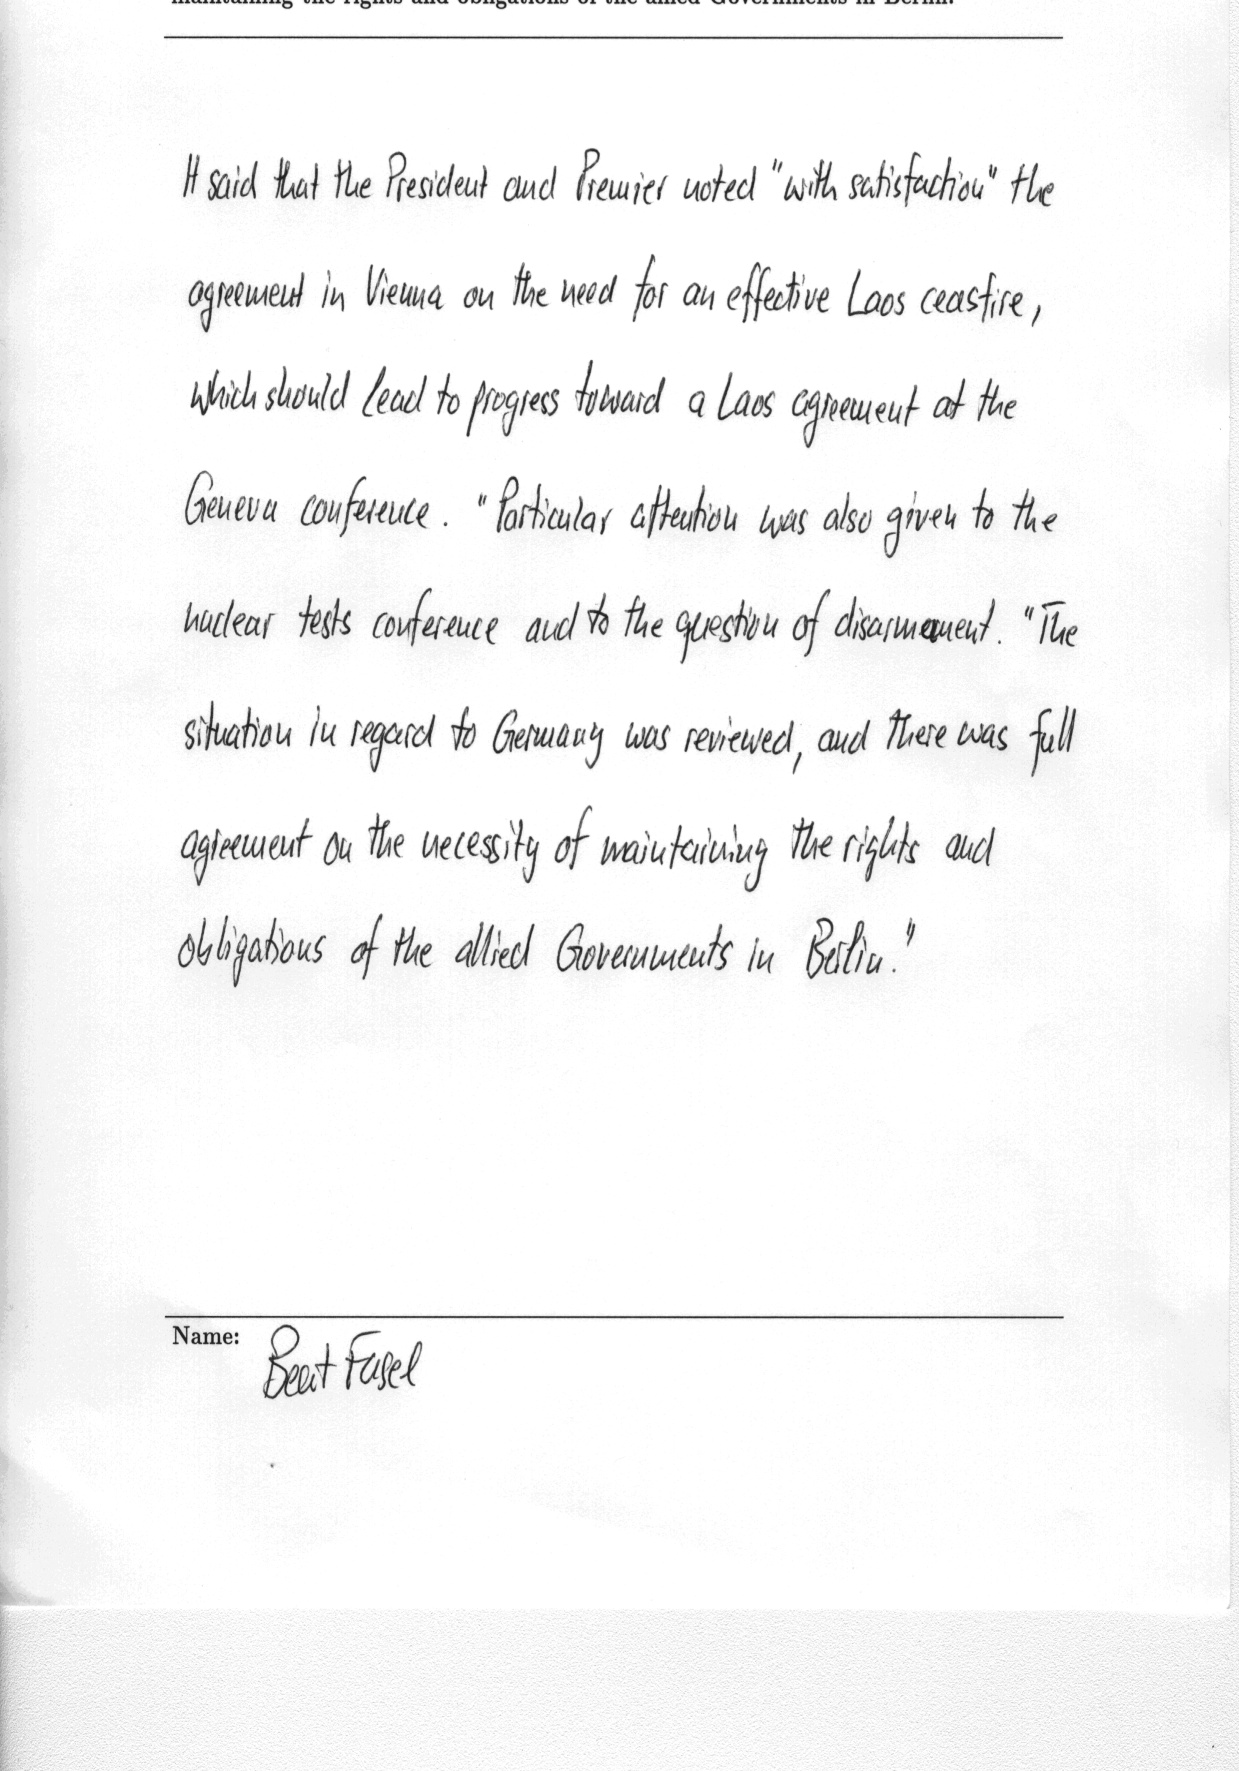 maintaining the rights and obligations of the allied Governments in Berlin."
It said that the President and Premier noted "with satisfaction" the
agreement in Vienna on the need for an effective Laos ceasfire,
which should lead to progress toward a Laos agreement at the
Geneva conference. "Particular attention was also given to the
nuclear tests conference and to the question of disarmament. "The
situation in regard to Germany was reviewed, and there was full
agreement on the necessity of maintaining the rights and
obligations of the allied Governments in Berlin."
Name: Beat Fasel